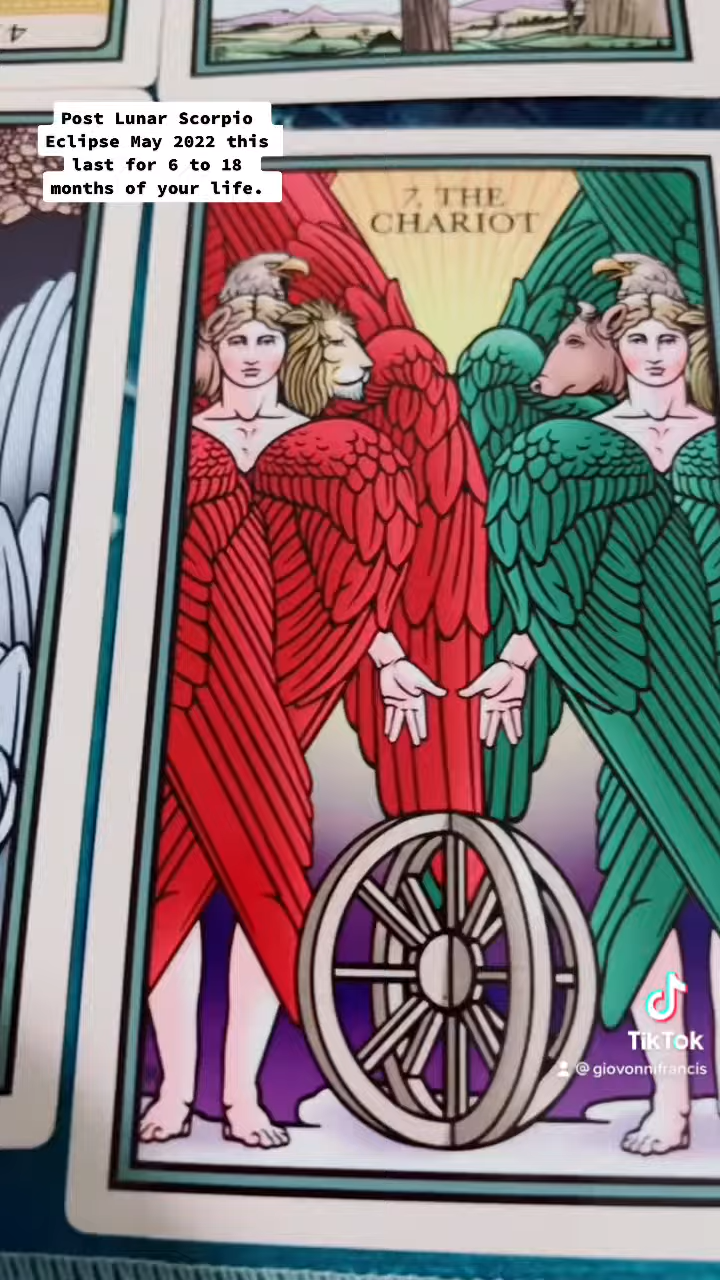 4
Post Lunar Scorpio
Eclipse May 2022 this
last for 6 to 18
months of your life.
7. THE
CHARIOT
TikTok
@giovonnifrancis